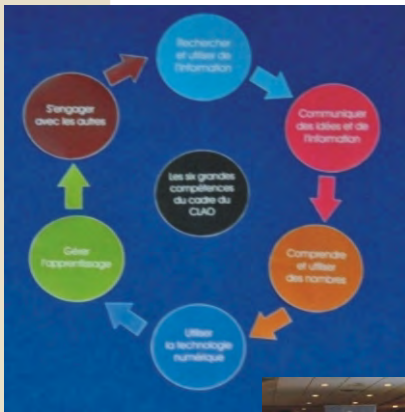 Rechercher
et utiliser de
l'information
Communiquer
des idées et de
l'information
Comprendre
et utiliser
des nombres
Utiliser
la technologie
numérique
Gérer
l'apprentissage
S'engager
avec les autres
Les six grandes
compétences
du cadre du
CLAO